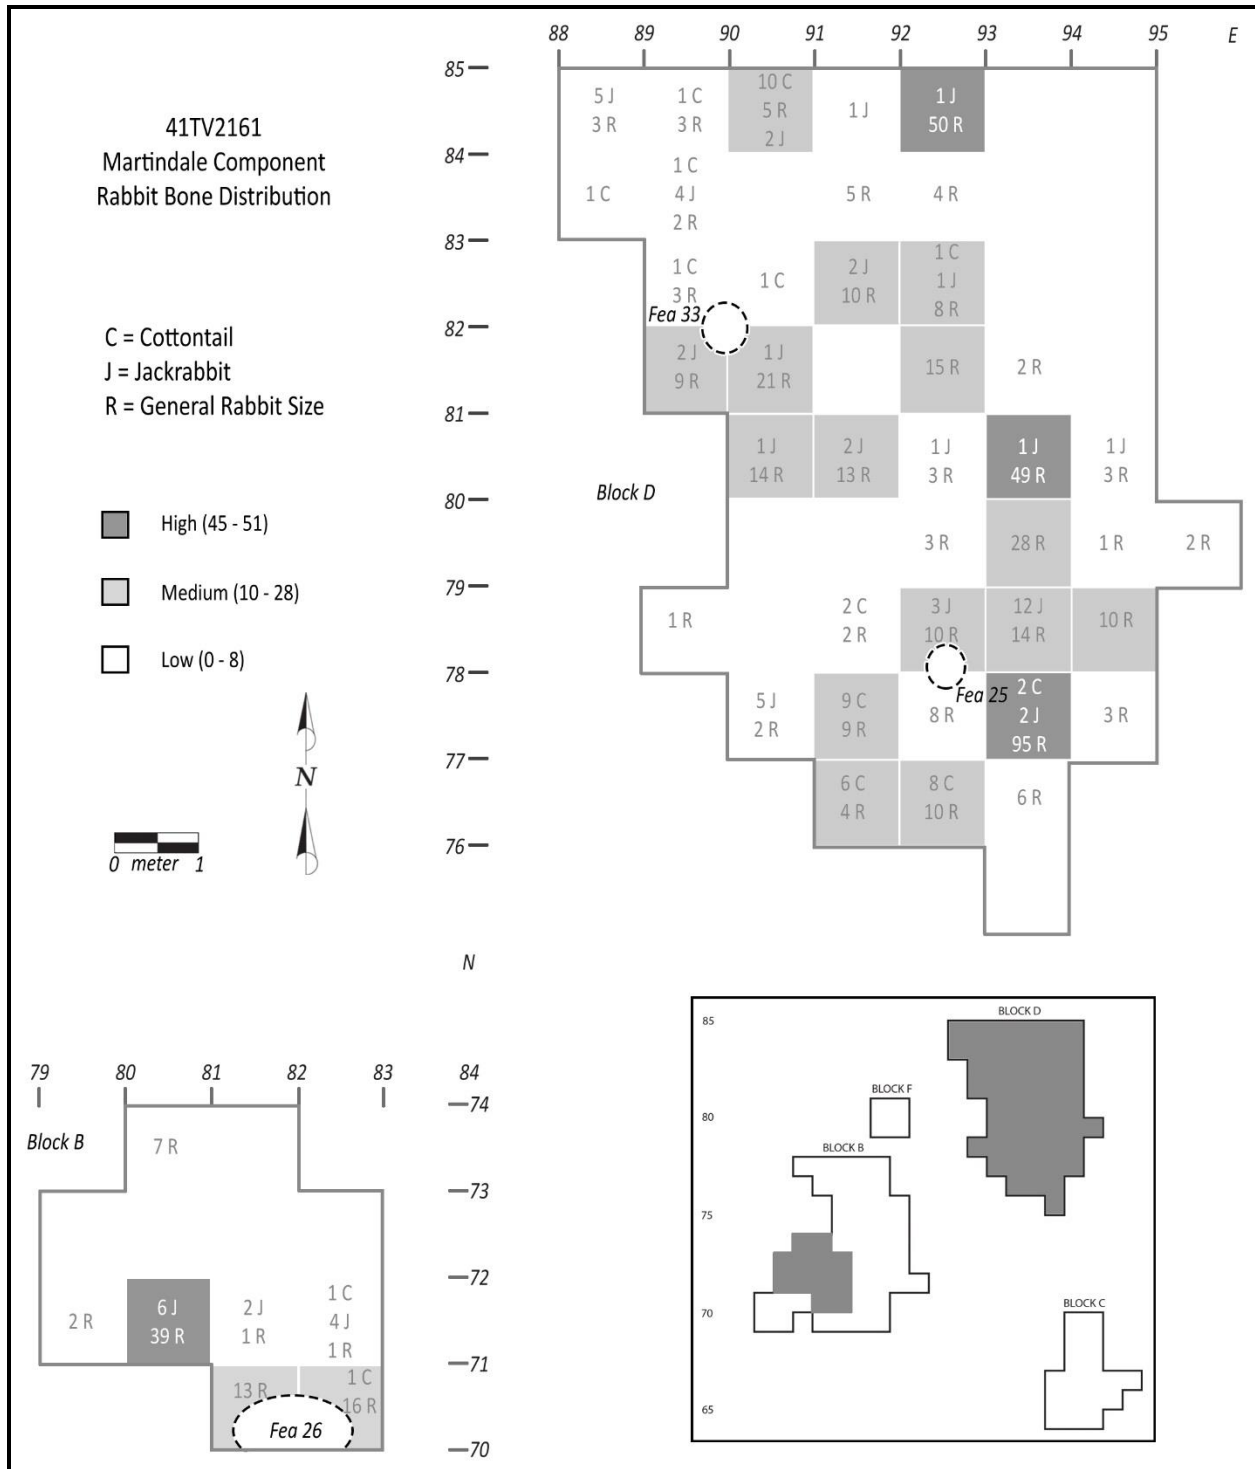 88 89 90 91 92 93 94 95 E
85
41TV2161
Martindale Component
Rabbit Bone Distribution
5 J
3 R
1 C
3 R
10 C
5 R
2 J
1 J
1 J
50 R
84
1 C
1 C
4 J
2 R
5 R
4 R
83
1 C
3 R
1 C
2 J
10 R
1 C
1 J
8 R
Fea 33
82
C = Cottontail
J = Jackrabbit
R = General Rabbit Size
2 J
9 R
1 J
21 R
15 R
2 R
81
1 J
14 R
2 J
13 R
1 J
3 R
1 J
49 R
1 J
3 R
Block D
80
High (45 - 51)
3 R
28 R
1 R
2 R
79
Medium (10 - 28)
1 R
2 C
2 R
3 J
10 R
12 J
14 R
10 R
Low (0 - 8)
78
Fea 25
5 J
2 R
9 C
9 R
8 R
2 C
2 J
95 R
3 R
77
N
6 C
4 R
8 C
10 R
6 R
76
0 meter 1
N
79 80 81 82 83 84
74
Block B
7 R
73
72
2 R
6 J
39 R
2 J
1 R
1 C
4 J
1 R
71
13 R
1 C
16 R
Fea 26
70
BLOCK D
85
BLOCK F
80
BLOCK B
75
70
BLOCK C
65